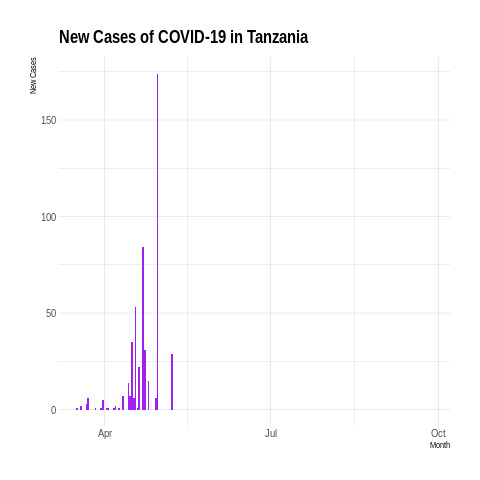 New Cases of COVID-19 in Tanzania
New Cases
150
100
50
0
Apr
Jul
Oct
Month